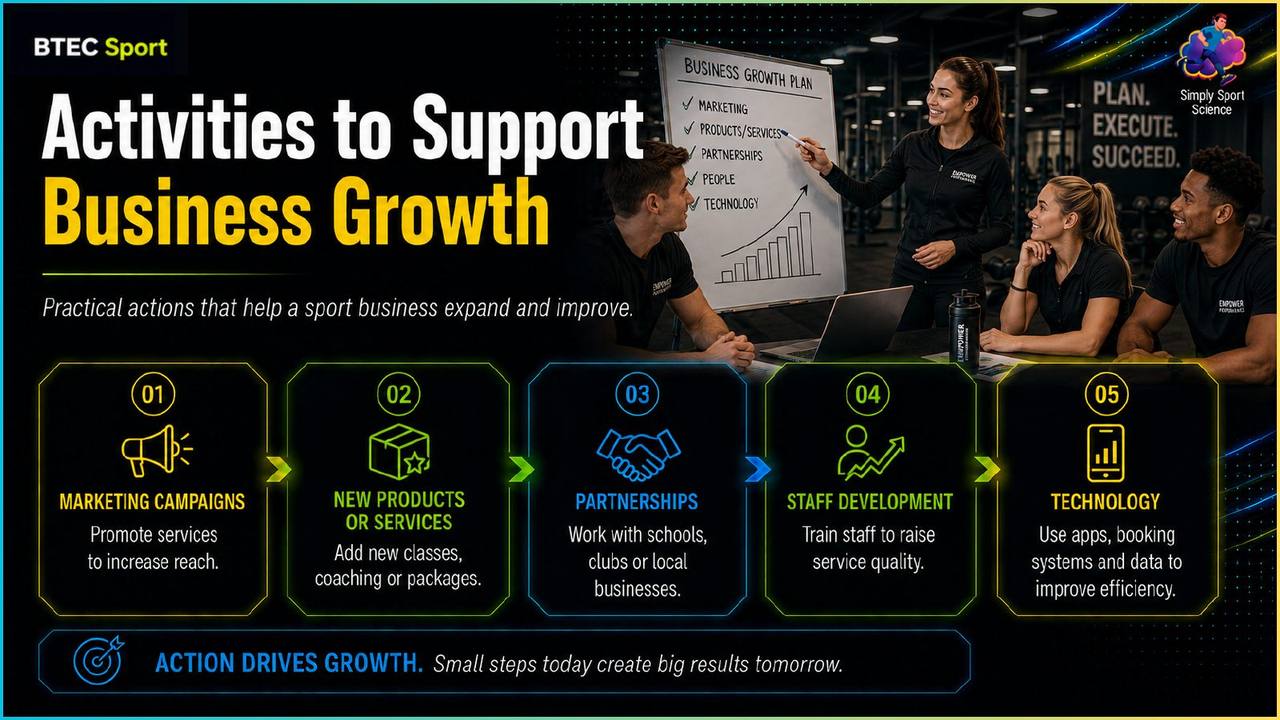 BTEC Sport
Simply Sport
Science
Activities to Support
Business Growth
Practical actions that help a sport business expand and improve.
BUSINESS GROWTH PLAN
✓ MARKETING
✓ PRODUCTS/SERVICES
✓ PARTNERSHIPS
✓ PEOPLE
✓ TECHNOLOGY
PLAN.
EXECUTE.
SUCCEED.
EMPOWER
EMPOWER
EMPOWER
EMPOWER
01
MARKETING CAMPAIGNS
Promote services
to increase reach.
02
NEW PRODUCTS
OR SERVICES
Add new classes,
coaching or packages.
03
PARTNERSHIPS
Work with schools,
clubs or local
businesses.
04
STAFF DEVELOPMENT
Train staff to raise
service quality.
05
TECHNOLOGY
Use apps, booking
systems and data to
improve efficiency.
ACTION DRIVES GROWTH. Small steps today create big results tomorrow.